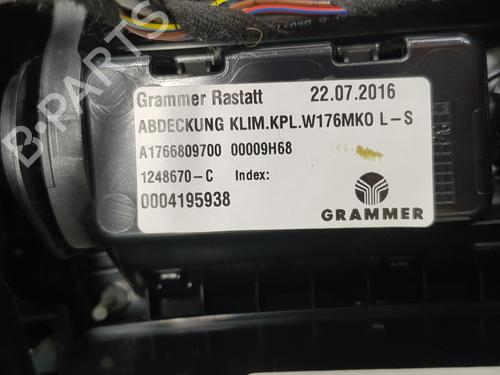 Grammer Rastatt 22.07.2016
ABDECKUNG KLIM.KPL.W176MKO L-S
A1766809700 00009H68
1248670-C Index:
0004195938
GRAMMER
B-PARTS